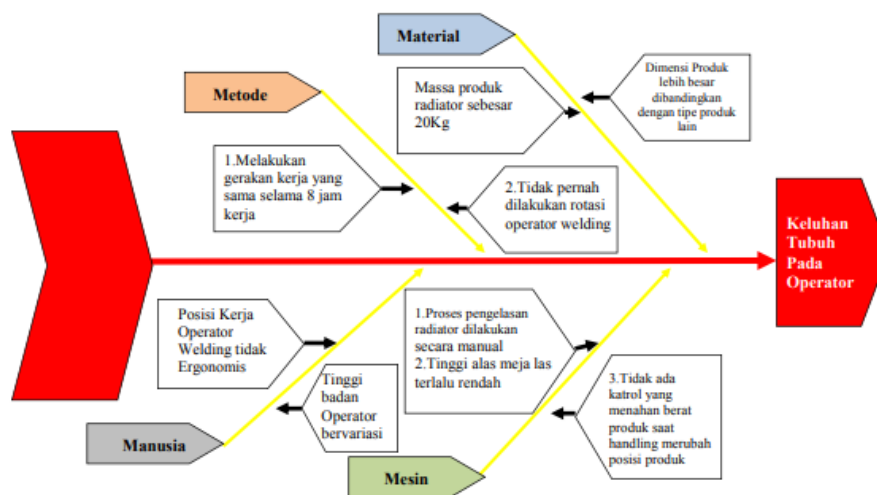 Material
Massa produk
radiator sebesar
20Kg
Dimensi Produk
lebih besar
dibandingkan
dengan tipe produk
lain
Metode
1.Melakukan
gerakan kerja yang
sama selama 8 jam
kerja
2.Tidak pernah
dilakukan rotasi
operator welding
Keluhan
Tubuh
Pada
Operator
Posisi Kerja
Operator
Welding tidak
Ergonomis
Tinggi
badan
Operator
bervariasi
Manusia
1.Proses pengelasan
radiator dilakukan
secara manual
2.Tinggi alas meja las
terlalu rendah
3.Tidak ada
katrol yang
menahan berat
produk saat
handling merubah
posisi produk
Mesin